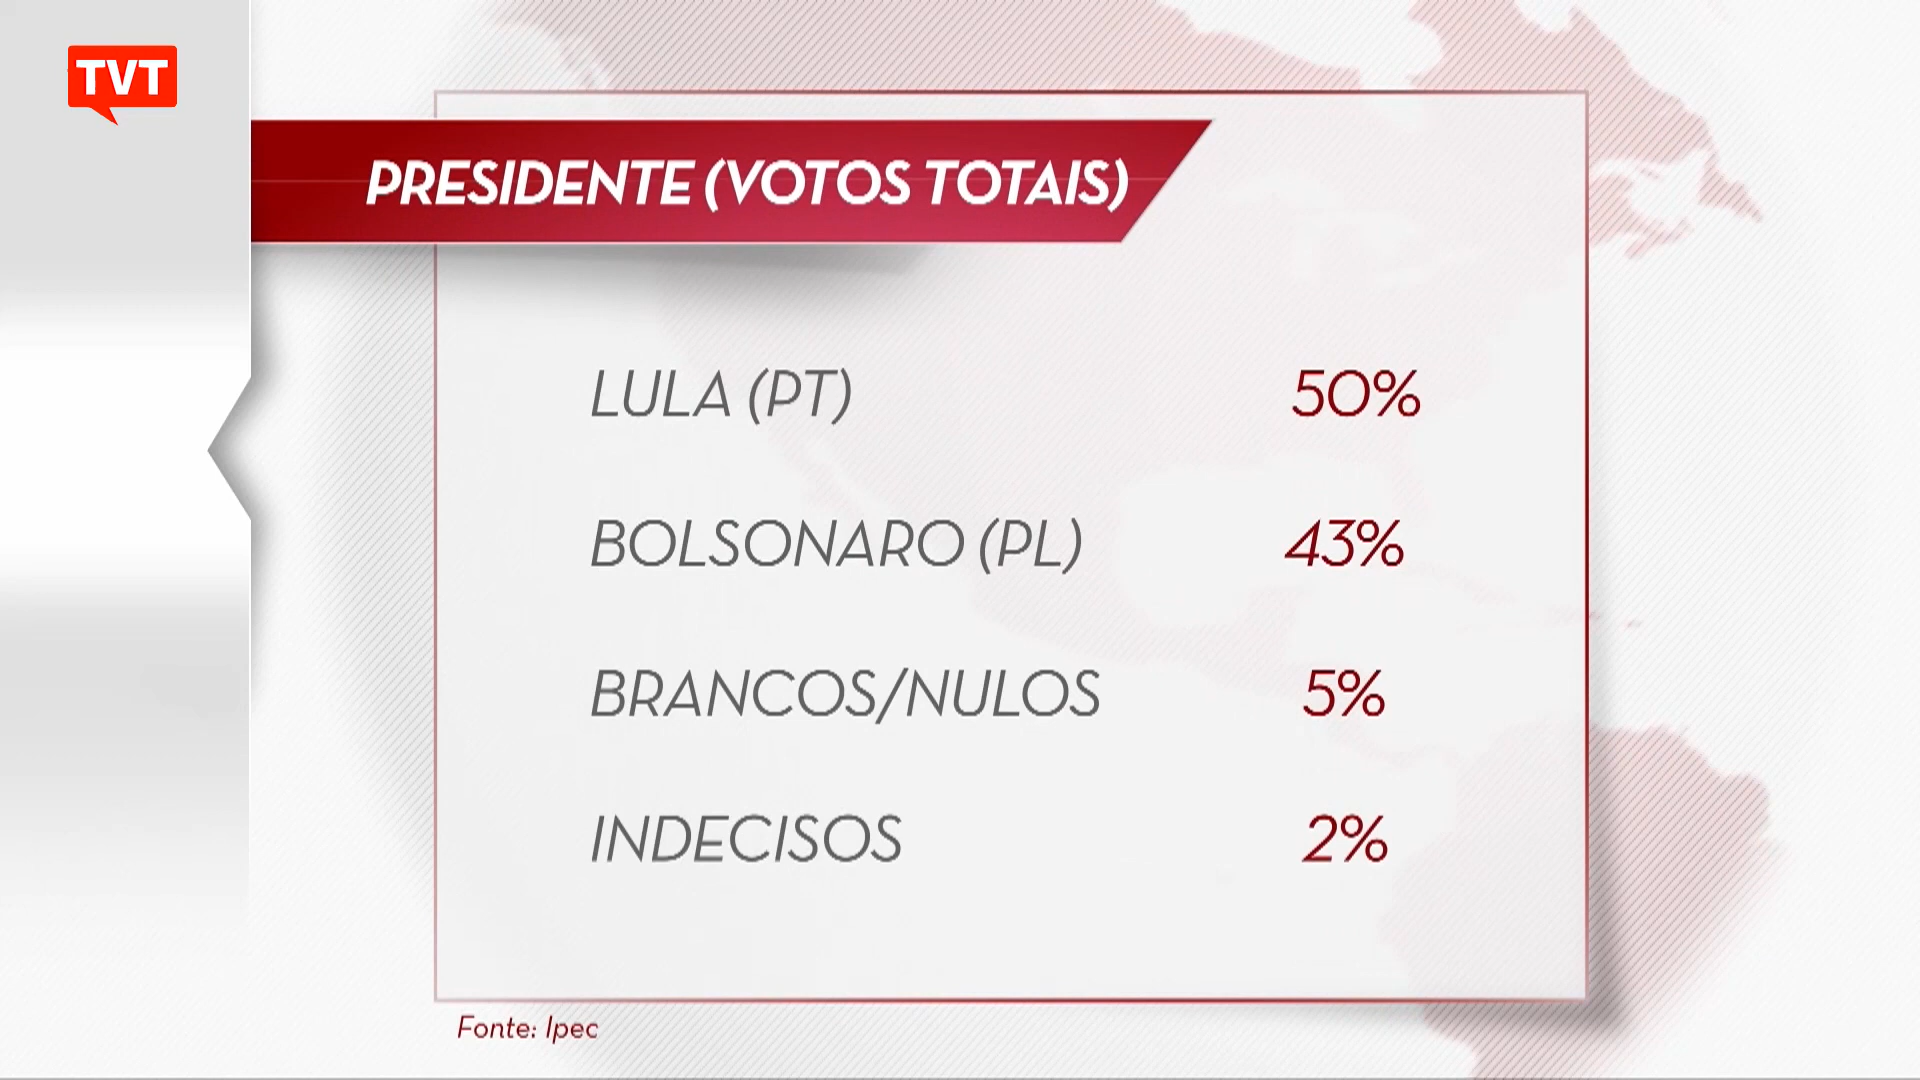 TVT
PRESIDENTE (VOTOS TOTAIS)
LULA (PT) 50%
BOLSONARO (PL) 43%
BRANCOS/NULOS 5%
INDECISOS 2%
Fonte: Ipec